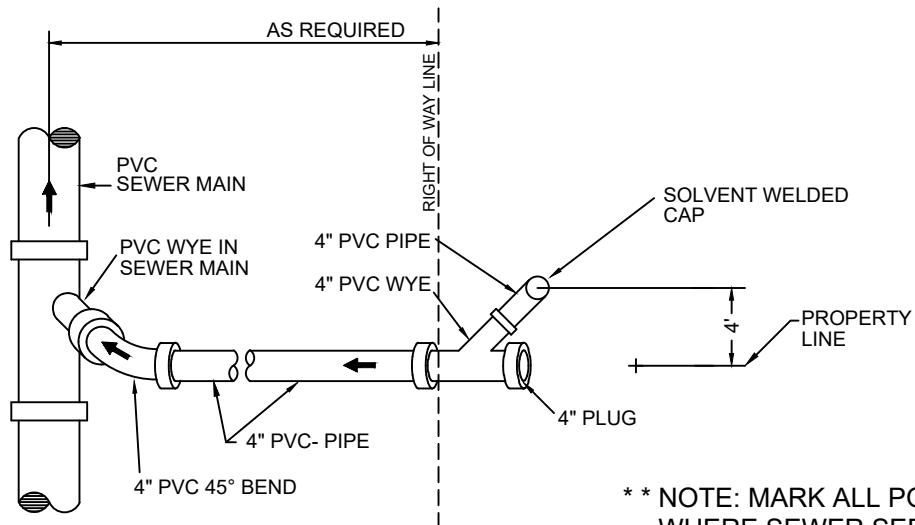 AS REQUIRED
RIGHT OF WAY LINE
PVC
SEWER MAIN
SOLVENT WELDED
CAP
4" PVC PIPE
PVC WYE IN
SEWER MAIN
4" PVC WYE
4'
PROPERTY
LINE
4" PLUG
4" PVC- PIPE
4" PVC 45° BEND
* * NOTE: MARK ALL
WHERE SEWER